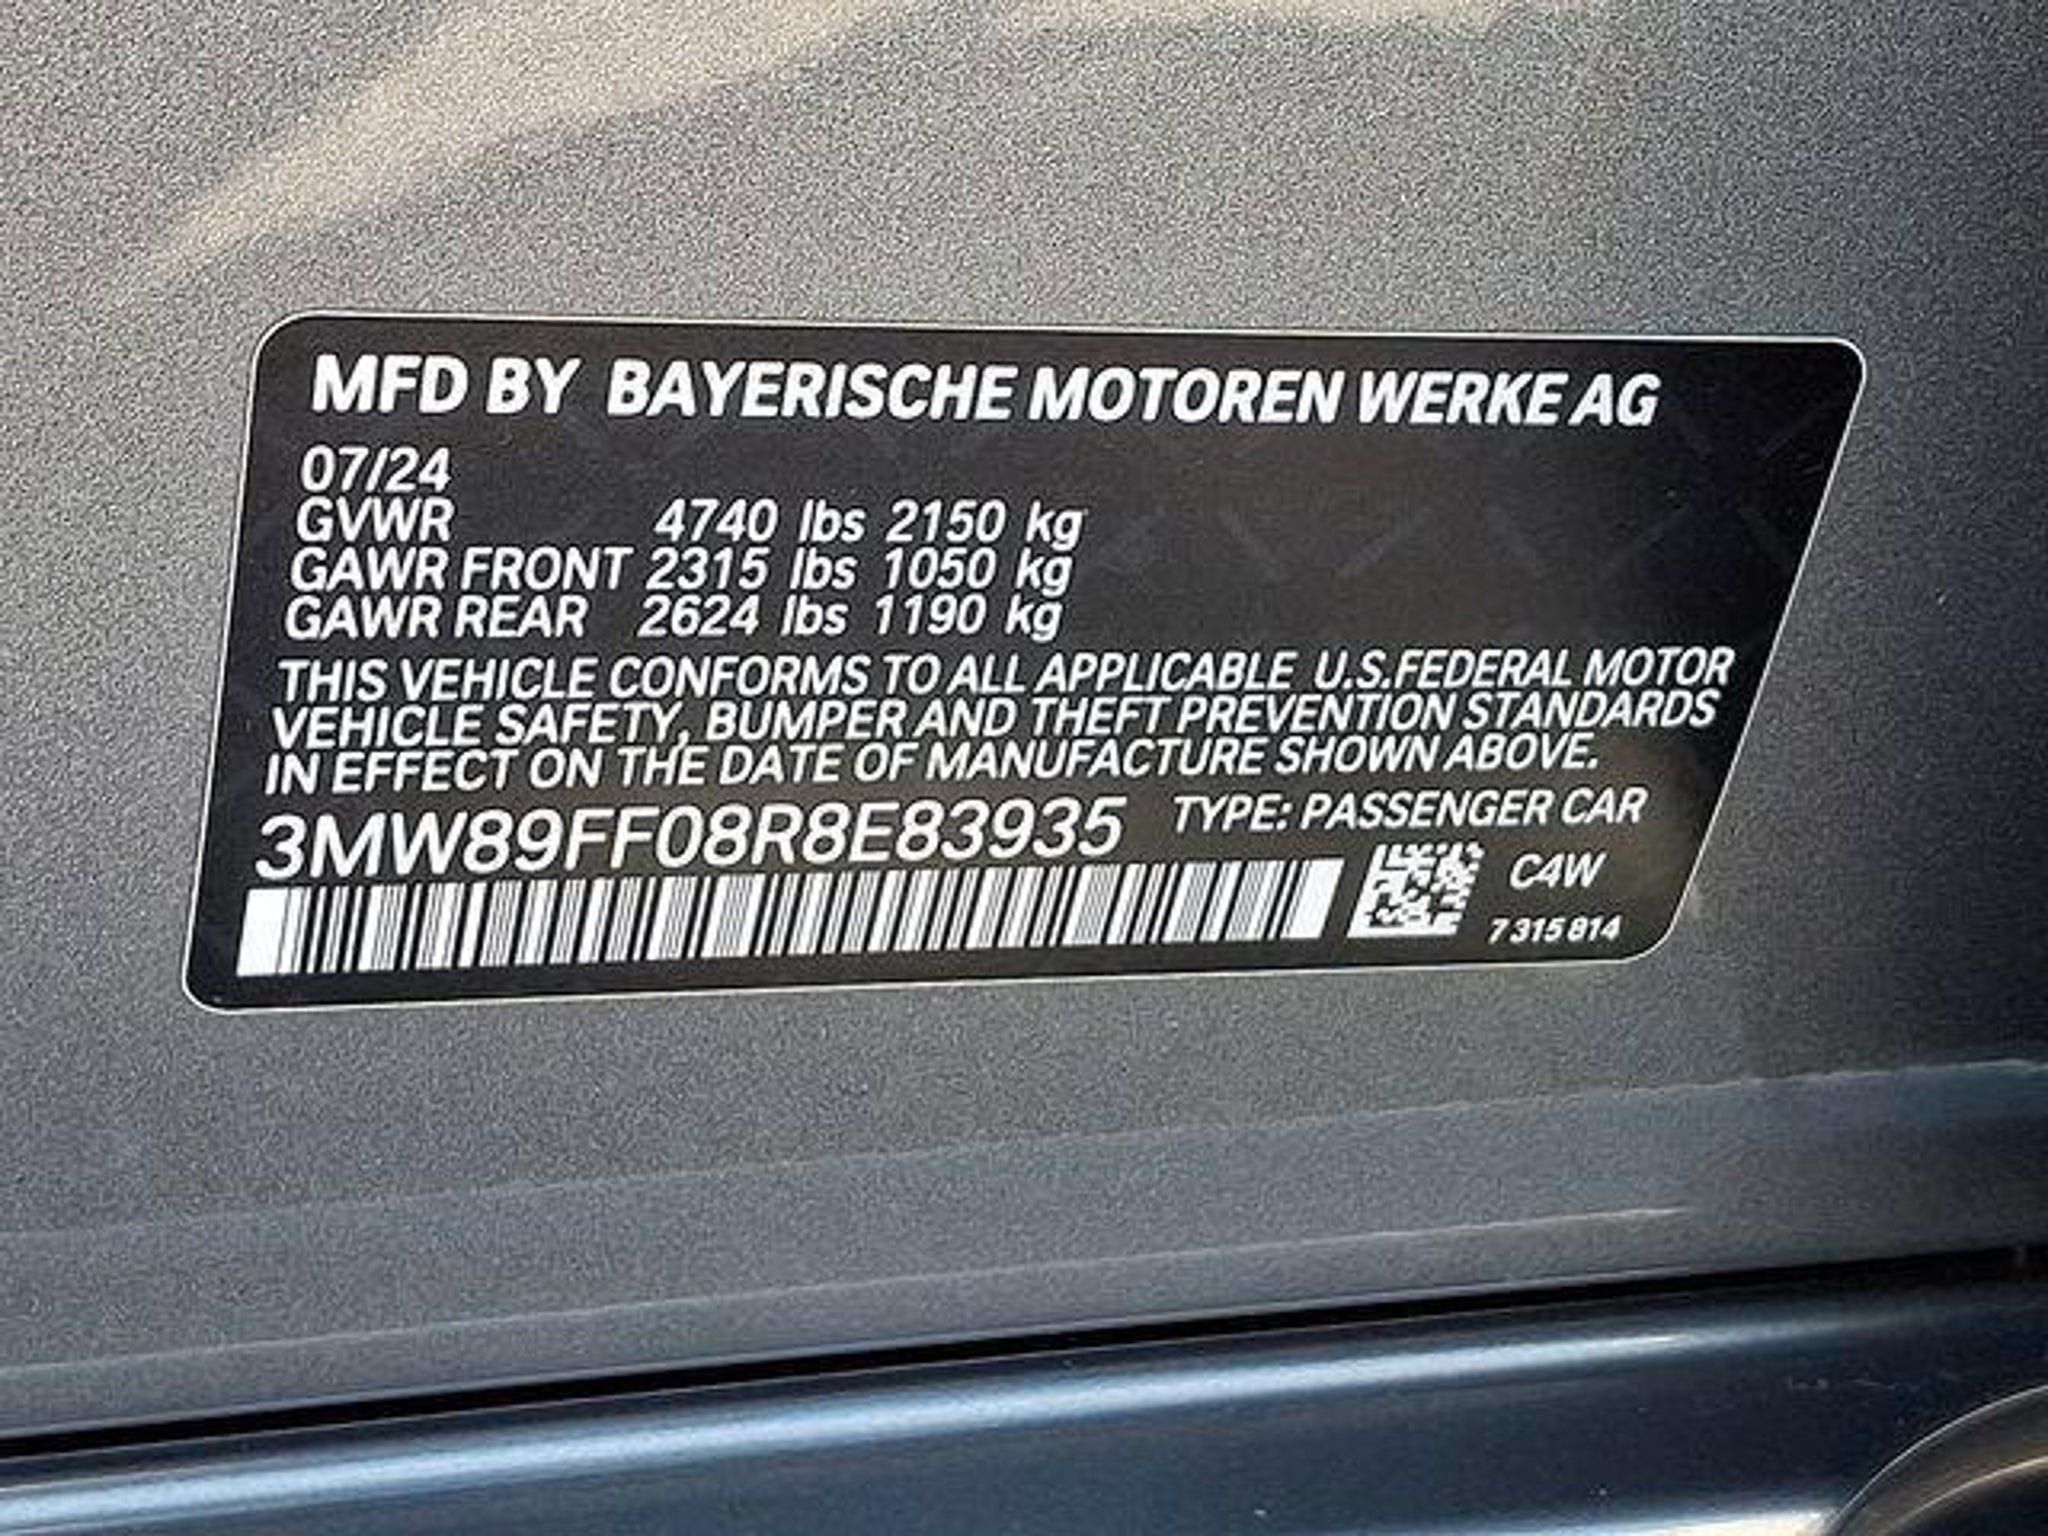 MFD BY BAYERISCHE MOTOREN WERKE AG
07/24
GVWR 4740 lbs 2150 kg
GAWR FRONT 2315 lbs 1050 kg
GAWR REAR 2624 lbs 1190 kg
THIS VEHICLE CONFORMS TO ALL APPLICABLE U.S.FEDERAL MOTOR
VEHICLE SAFETY, BUMPER AND THEFT PREVENTION STANDARDS
IN EFFECT ON THE DATE OF MANUFACTURE SHOWN ABOVE.
3MW89FF08R8E83935 TYPE: PASSENGER CAR
C4W
7 315 814